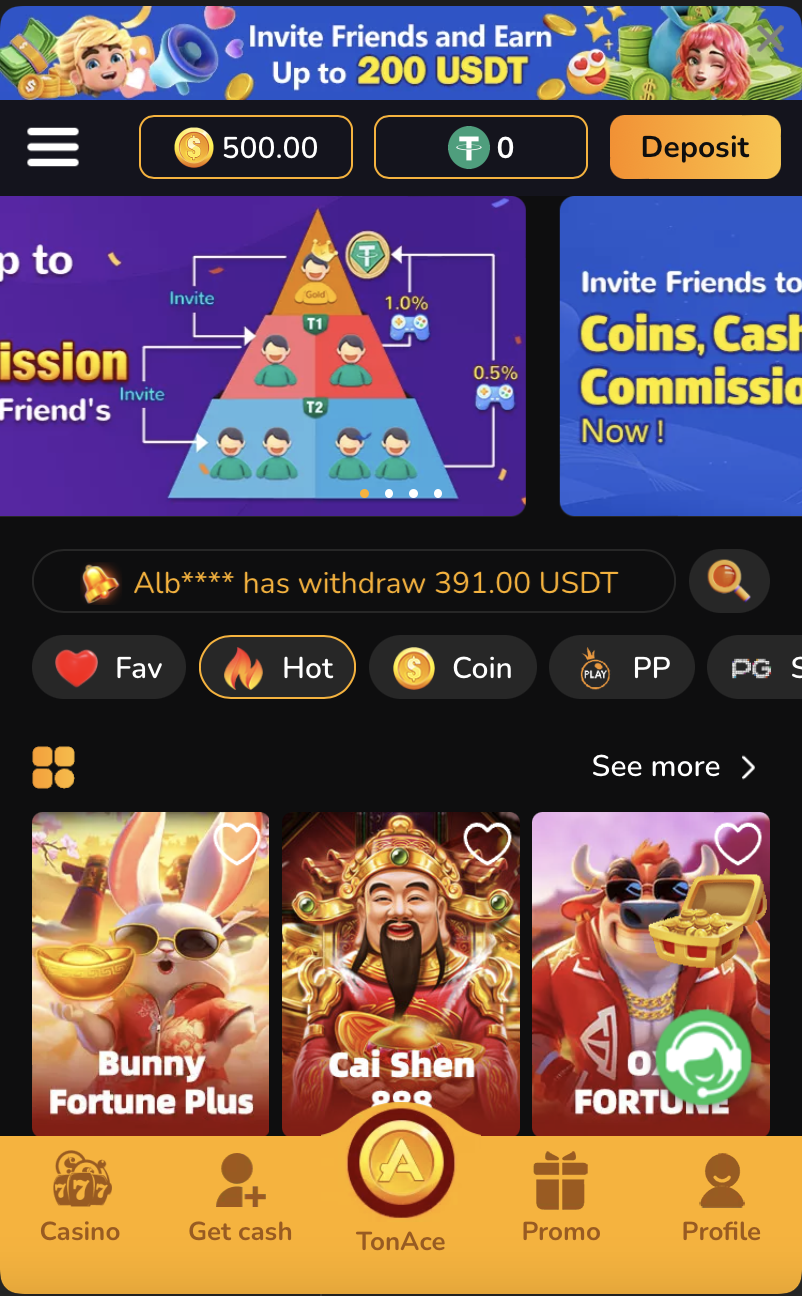 Invite Friends and Earn
Up to 200 USDT
500.00
0
Deposit
p to
ission
Friend's
Invite
Invite
Gold
T1
T2
1.0%
0.5%
Invite Friends to
Coins, Cash
Commissio
Now !
Alb**** has withdraw 391.00 USDT
Fav
Hot
Coin
PLAY
PP
PG
S
See more
Bunny
Fortune Plus
Cai Shen
888
OX
FORTUNE
777
Casino
Get cash
A
TonAce
Promo
Profile